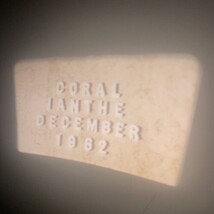 CORAL
IANTHE
DECEMBER
1962